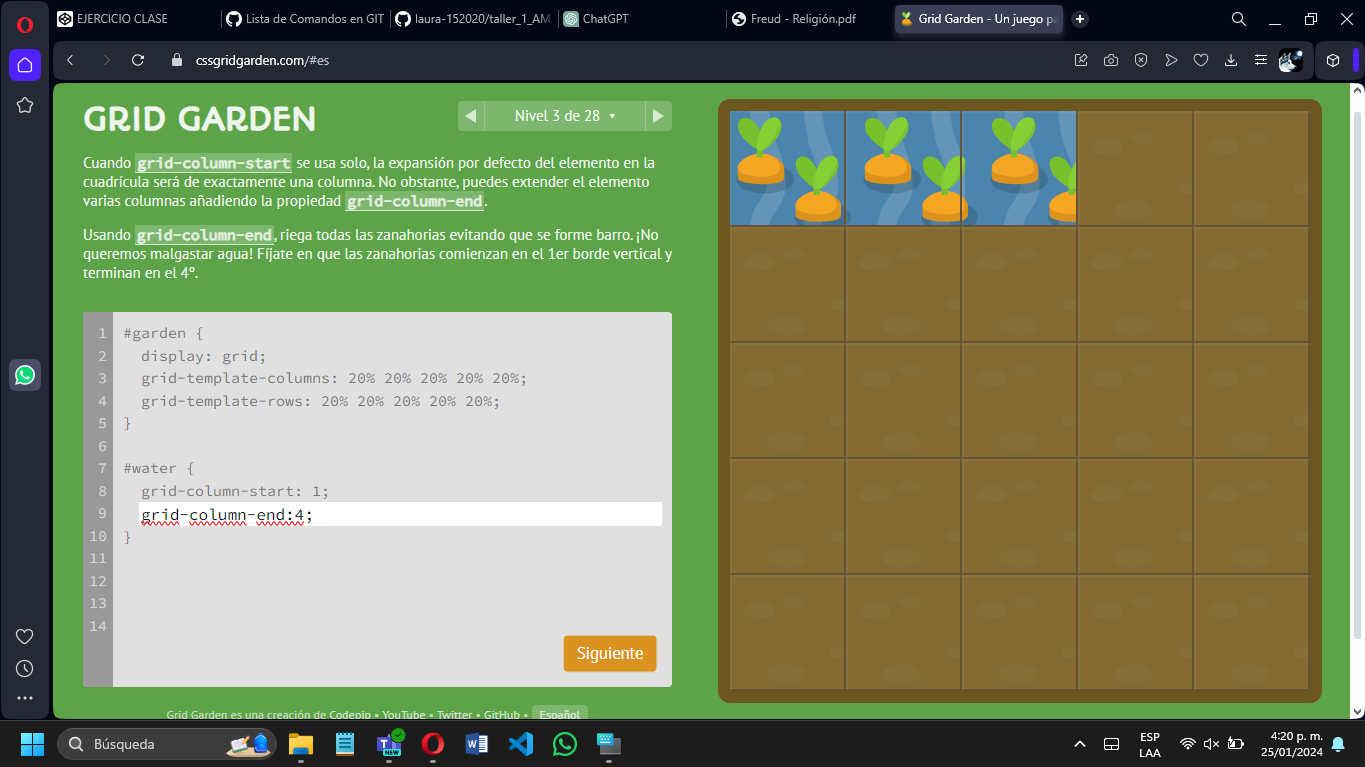 EJERCICIO CLASE
Lista de Comandos en GIT
laura-152020/taller_1_AM
ChatGPT
Freud - Religión.pdf
Grid Garden - Un juego pa
cssgridgarden.com/#es
GRID GARDEN
Nivel 3 de 28
Cuando grid-column-start se usa solo, la expansión por defecto del elemento en la
cuadrícula será de exactamente una columna. No obstante, puedes extender el elemento
varias columnas añadiendo la propiedad grid-column-end.
Usando grid-column-end, riega todas las zanahorias evitando que se forme barro. ¡No
queremos malgastar agua! Fíjate en que las zanahorias comienzan en el 1er borde vertical y
terminan en el 4º.
1 #garden {
2 display: grid;
3 grid-template-columns: 20% 20% 20% 20% 20%;
4 grid-template-rows: 20% 20% 20% 20% 20%;
5 }
6
7 #water {
8 grid-column-start: 1;
9 grid-column-end:4;
10 }
11
12
13
14
Siguiente
Grid Garden es una creación de Codepip • YouTube • Twitter • GitHub • Español
Búsqueda
NEW
ESP
LAA
4:20 p. m.
25/01/2024